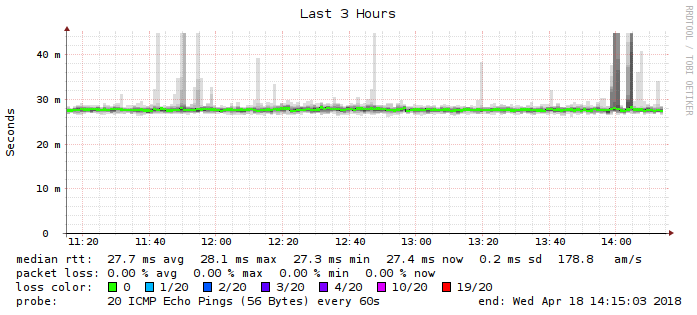 Last 3 Hours
RRDTOOL / TOBI OETIKER
Seconds
40 m
30 m
20 m
10 m
0
11:20 11:40 12:00 12:20 12:40 13:00 13:20 13:40 14:00
median rtt: 27.7 ms avg 28.1 ms max 27.3 ms min 27.4 ms now 0.2 ms sd 178.8 am/s
packet loss: 0.00 % avg 0.00 % max 0.00 % min 0.00 % now
loss color: 0 1/20 2/20 3/20 4/20 10/20 19/20
probe: 20 ICMP Echo Pings (56 Bytes) every 60s end: Wed Apr 18 14:15:03 2018